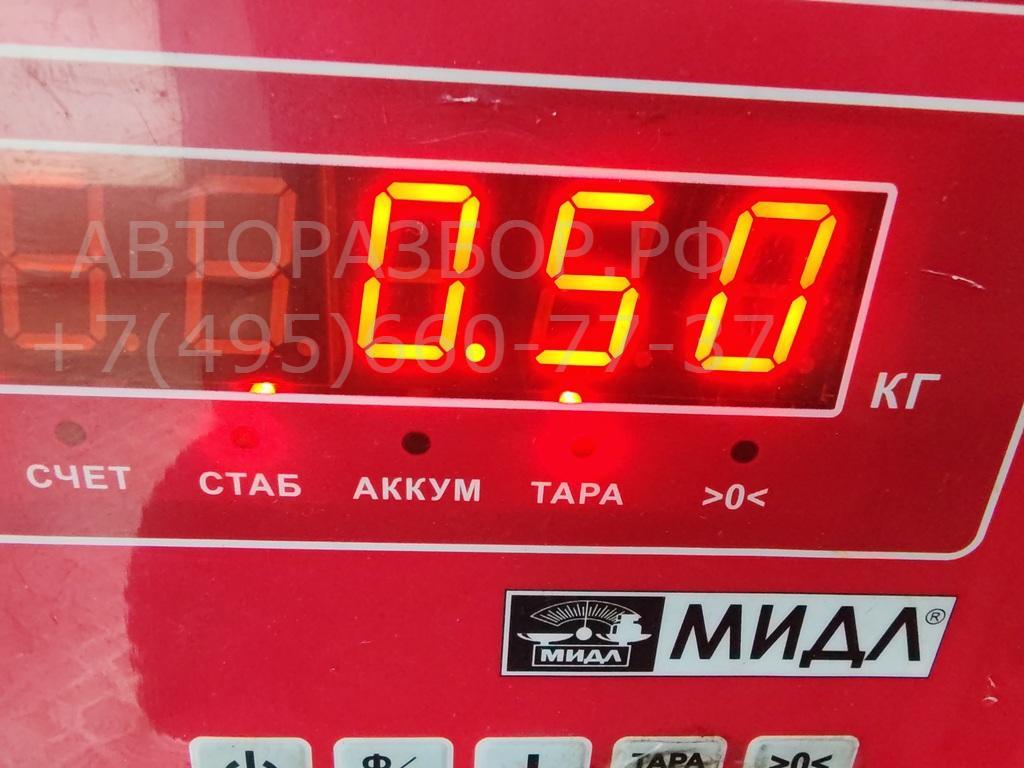 0.50
АВТОРАЗБОР.РФ
+7(495)660-77-37
КГ
СЧЕТ СТАБ АККУМ ТАРА >0<
МИДЛ МИДЛ®
ТАРА >0<